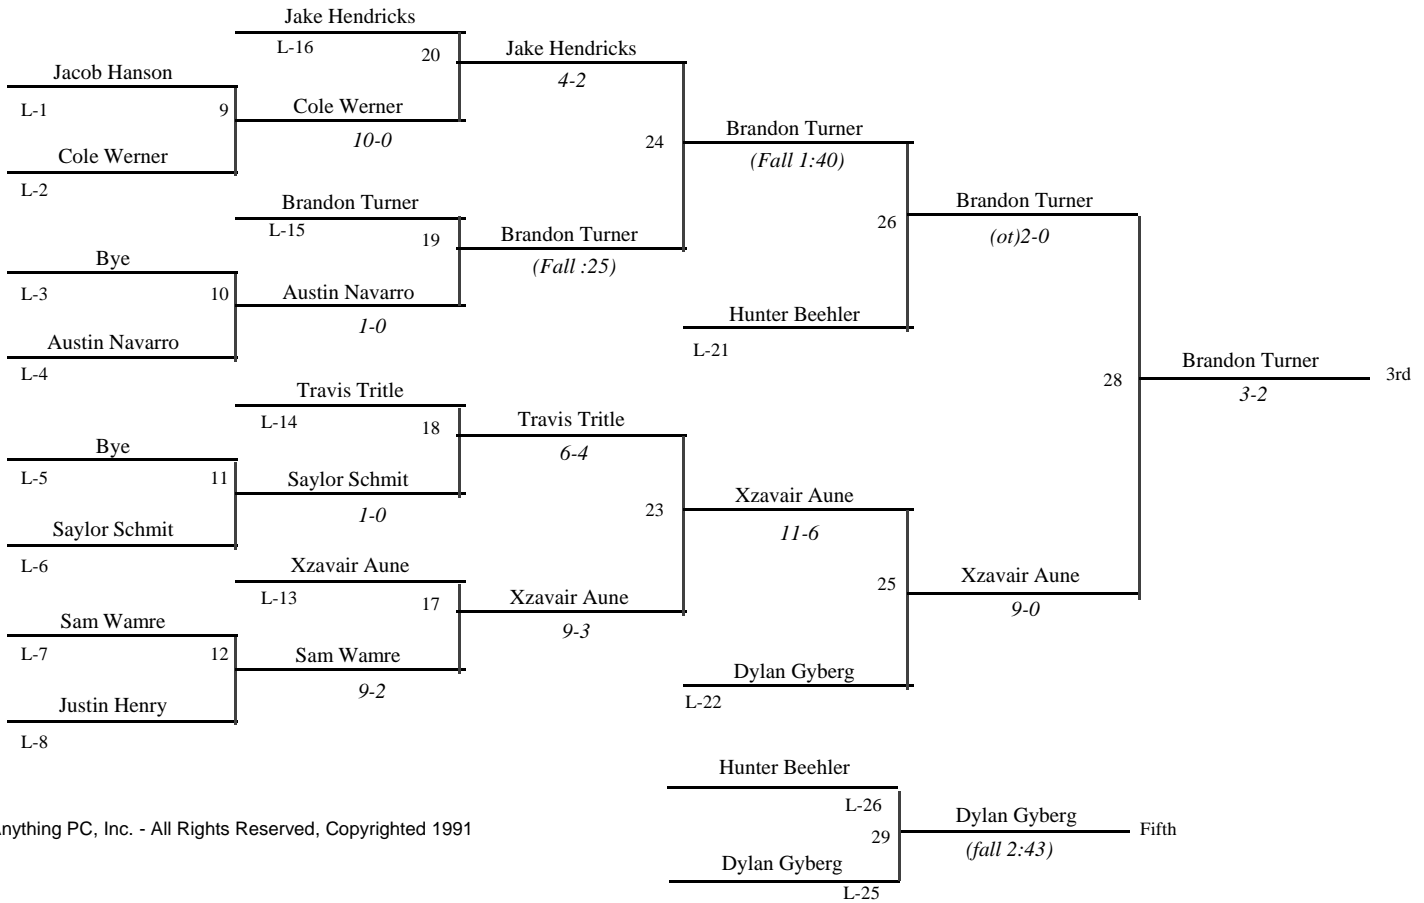 Jake Hendricks
L-16
20
Jake Hendricks
4-2
Jacob Hanson
L-1
9
Cole Werner
10-0
Cole Werner
L-2
24
Brandon Turner
(Fall 1:40)
Brandon Turner
L-15
19
Brandon Turner
(Fall :25)
26
Brandon Turner
(ot)2-0
Bye
L-3
10
Austin Navarro
1-0
Austin Navarro
L-4
Hunter Beehler
L-21
28
Brandon Turner
3-2
3rd
Travis Tritle
L-14
18
Travis Tritle
6-4
Bye
L-5
11
Saylor Schmit
1-0
Saylor Schmit
L-6
23
Xzavair Aune
11-6
Xzavair Aune
L-13
17
Xzavair Aune
9-3
25
Xzavair Aune
9-0
Sam Wamre
L-7
12
Sam Wamre
9-2
Justin Henry
L-8
Dylan Gyberg
L-22
Hunter Beehler
L-26
29
Dylan Gyberg
(fall 2:43)
Fifth
Dylan Gyberg
L-25
nything PC, Inc. - All Rights Reserved, Copyrighted 1991